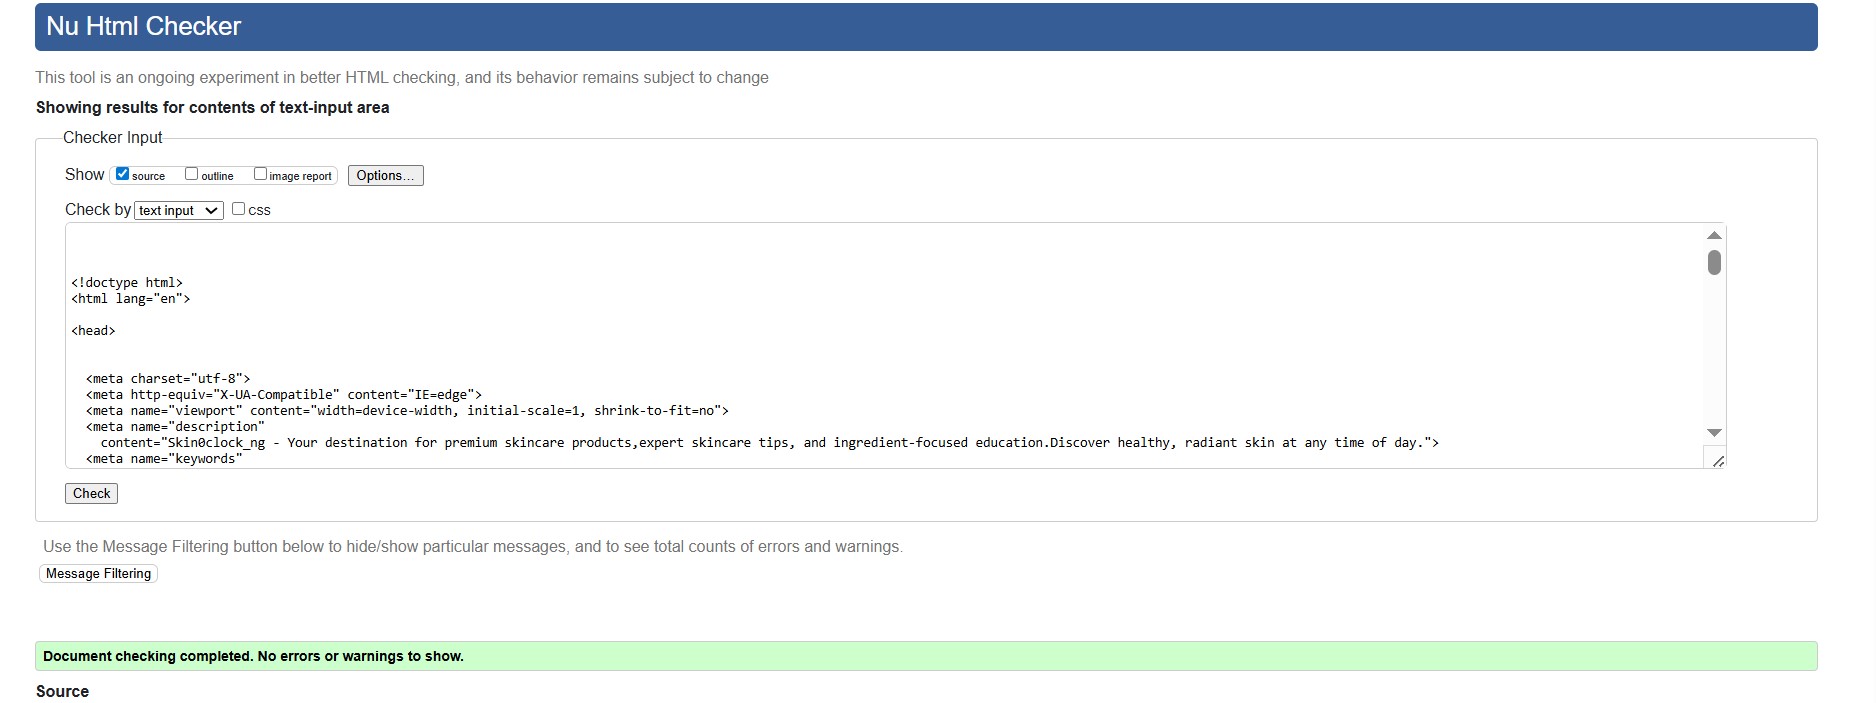 Nu Html Checker
This tool is an ongoing experiment in better HTML checking, and its behavior remains subject to change
Showing results for contents of text-input area
Checker Input
Show source outline image report Options...
Check by text input css
<!doctype html>
<html lang="en">
<head>
<meta charset="utf-8">
<meta http-equiv="X-UA-Compatible" content="IE=edge">
<meta name="viewport" content="width=device-width, initial-scale=1, shrink-to-fit=no">
<meta name="description"
content="Skin0clock_ng - Your destination for premium skincare products,expert skincare tips, and ingredient-focused education.Discover healthy, radiant skin at any time of day.">
<meta name="keywords"
Check
Use the Message Filtering button below to hide/show particular messages, and to see total counts of errors and warnings.
Message Filtering
Document checking completed. No errors or warnings to show.
Source